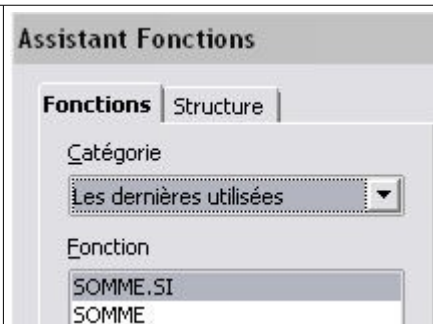 Assistant Fonctions
Fonctions Structure
Catégorie
Les dernières utilisées
Fonction
SOMME.SI
SOMME